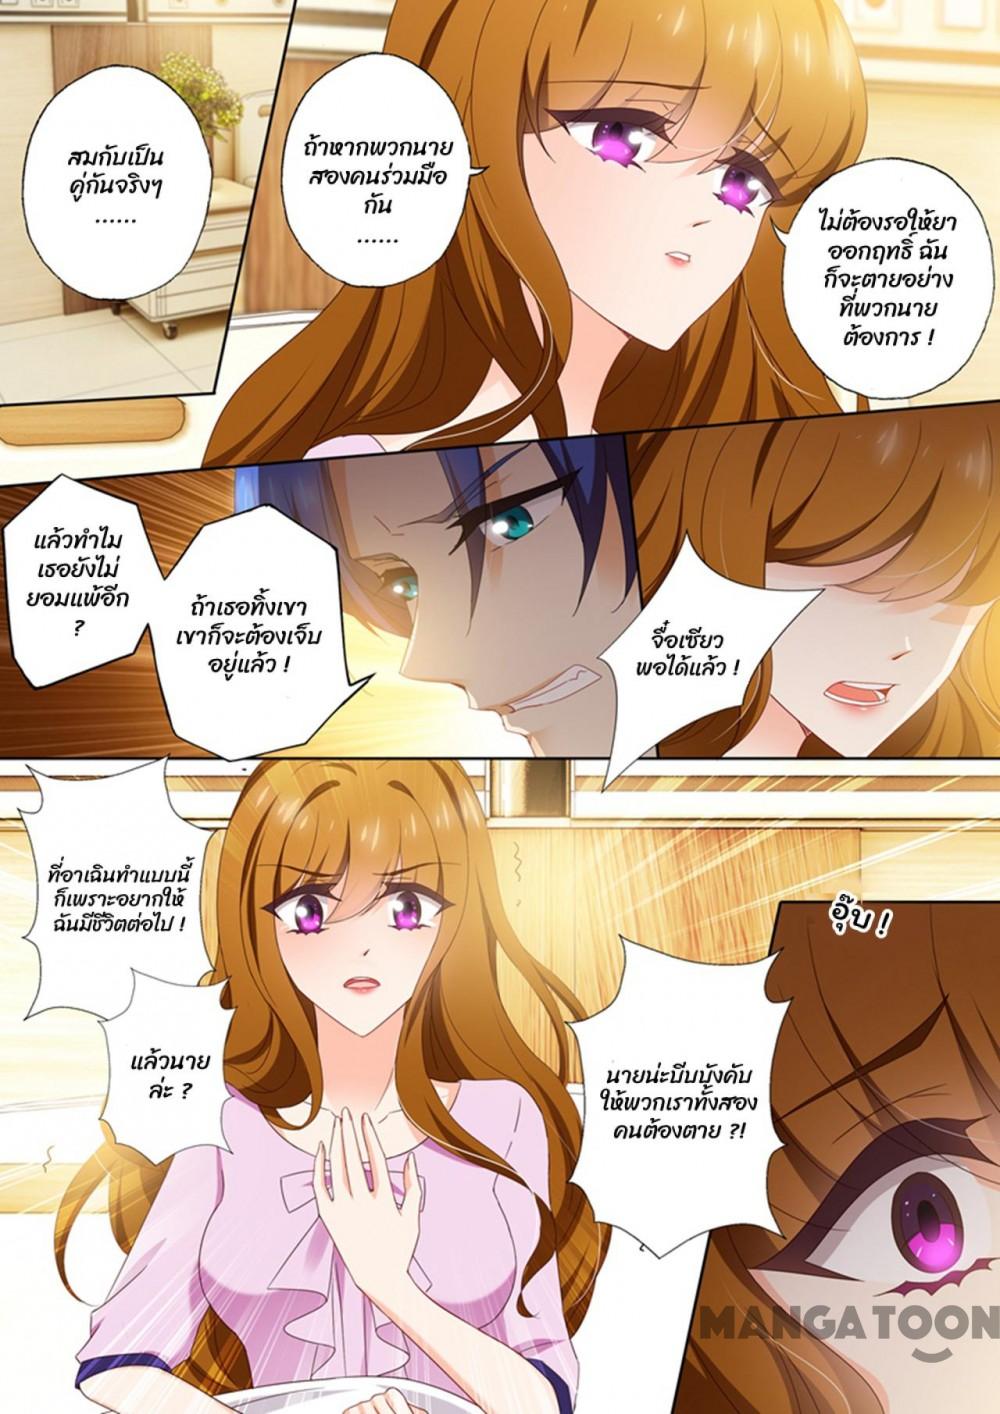 สมกับเป็น
คู่กันจริงๆ
......
ถ้าหากพวกนาย
สองคนร่วมมือ
กัน
......
ไม่ต้องรอให้ยา
ออกฤทธิ์ ฉัน
ก็จะตายอย่าง
ที่พวกนาย
ต้องการ !
แล้วทำไม
เธอยังไม่
ยอมแพ้อีก
?
ถ้าเธอทิ้งเขา
เขาก็จะต้องเจ็บ
อยู่แล้ว !
จื่อเซียว
พอได้แล้ว !
ที่อาเฉินทำแบบนี้
ก็เพราะอยากให้
ฉันมีชีวิตต่อไป !
แล้วนาย
ล่ะ ?
นายน่ะบีบบังคับ
ให้พวกเราทั้งสอง
คนต้องตาย ?!
อุ๊บ !
MANGATOON